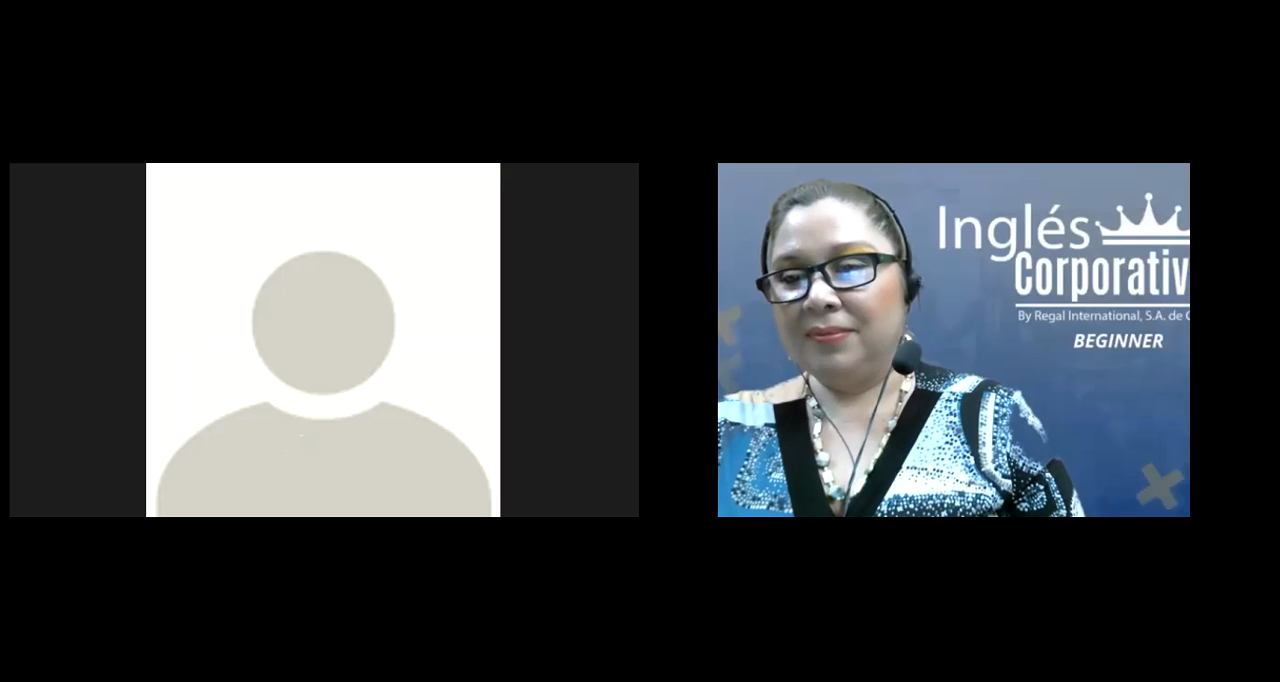 Inglés
Corporativ
By Regal International, S.A. de C
BEGINNER